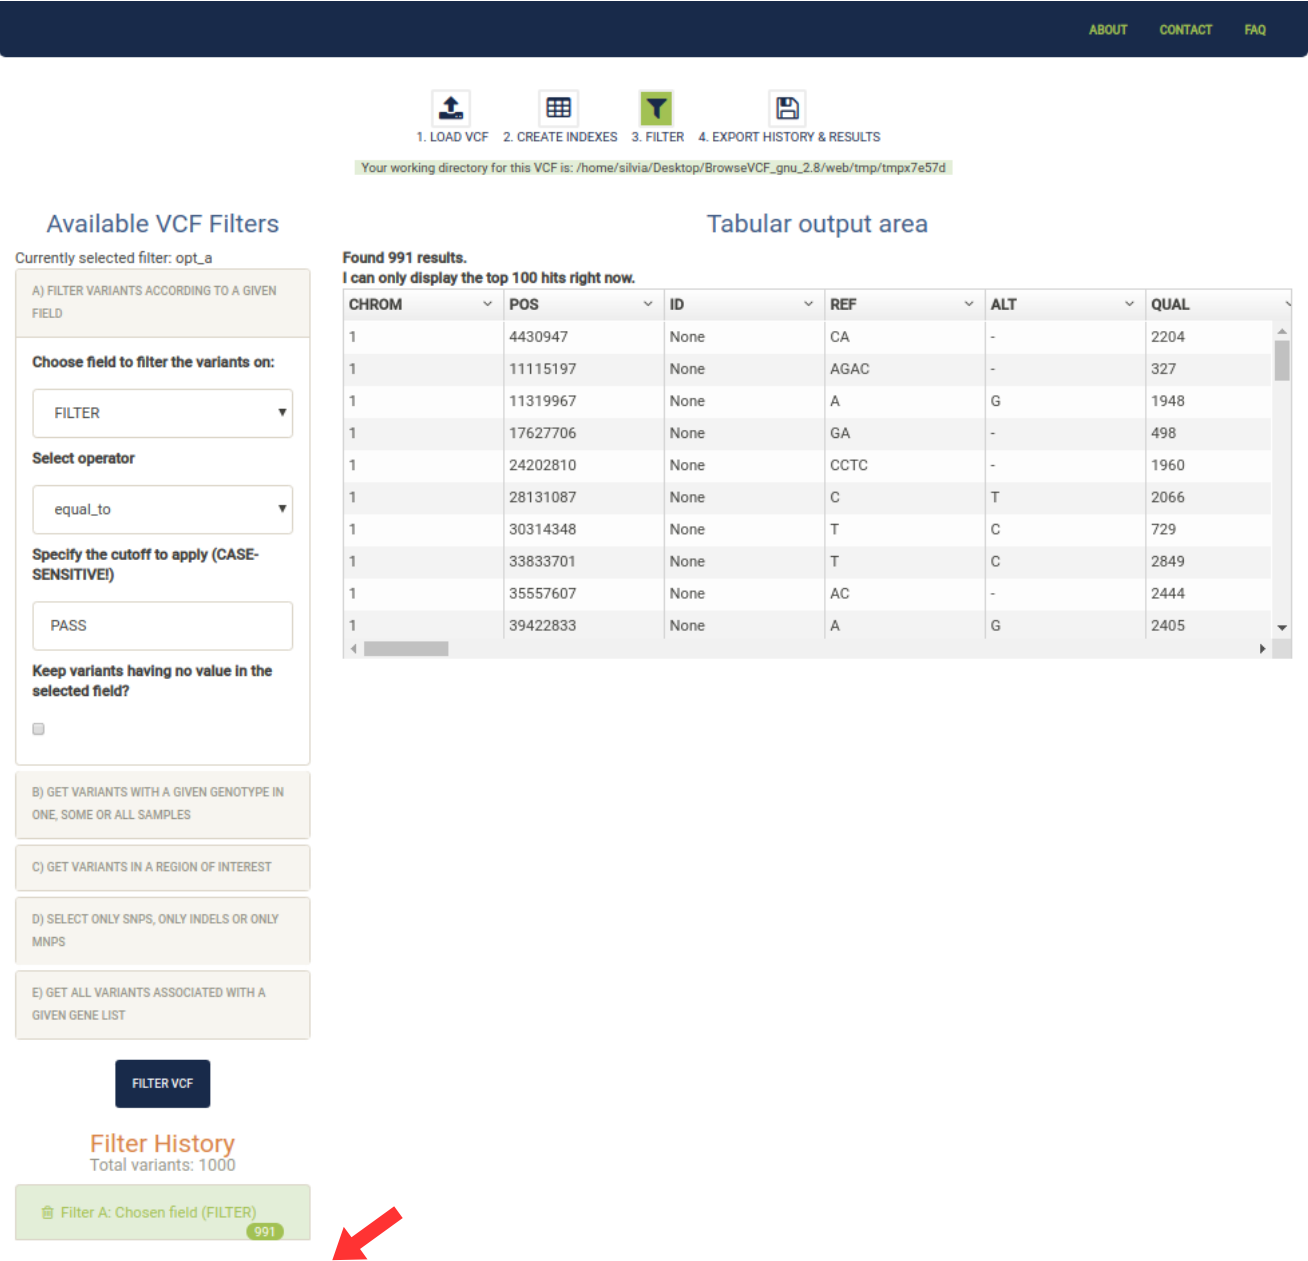 ABOUT CONTACT FAQ
1. LOAD VCF 2. CREATE INDEXES 3. FILTER 4. EXPORT HISTORY & RESULTS
Your working directory for this VCF is: /home/silvia/Desktop/BrowseVCF_gnu_2.8/web/tmp/tmpx7e57d
Available VCF Filters
Currently selected filter: opt_a
A) FILTER VARIANTS ACCORDING TO A GIVEN
FIELD
Choose field to filter the variants on:
FILTER
Select operator
equal_to
Specify the cutoff to apply (CASE-
SENSITIVE!)
PASS
Keep variants having no value in the
selected field?
B) GET VARIANTS WITH A GIVEN GENOTYPE IN
ONE, SOME OR ALL SAMPLES
C) GET VARIANTS IN A REGION OF INTEREST
D) SELECT ONLY SNPS, ONLY INDELS OR ONLY
MNPS
E) GET ALL VARIANTS ASSOCIATED WITH A
GIVEN GENE LIST
FILTER VCF
Filter History
Total variants: 1000
Filter A: Chosen field (FILTER)
991
Tabular output area
Found 991 results.
I can only display the top 100 hits right now.
CHROM POS ID REF ALT QUAL
1 4430947 None CA - 2204
1 11115197 None AGAC - 327
1 11319967 None A G 1948
1 17627706 None GA - 498
1 24202810 None CCTC - 1960
1 28131087 None C T 2066
1 30314348 None T C 729
1 33833701 None T C 2849
1 35557607 None AC - 2444
1 39422833 None A G 2405